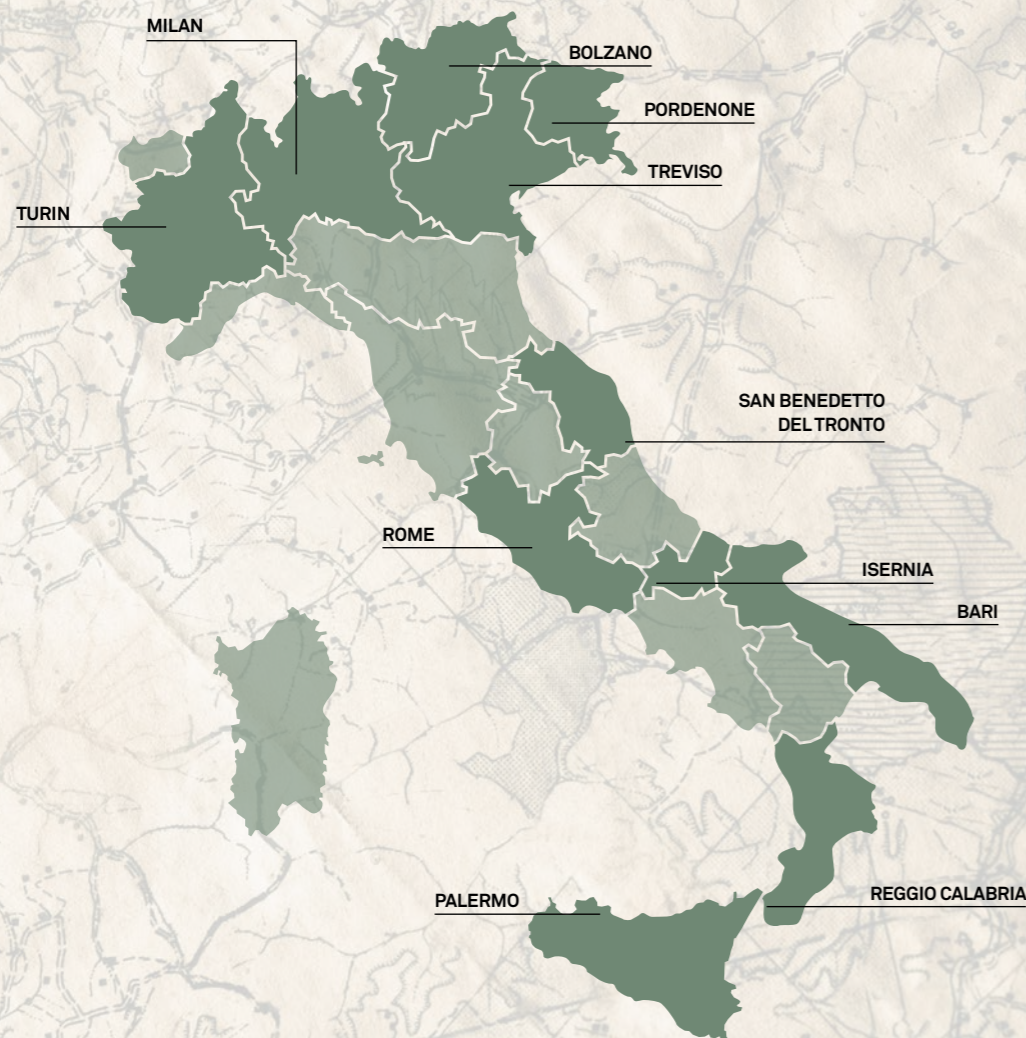 MILAN
BOLZANO
PORDENONE
TREVISO
TURIN
SAN BENEDETTO
DEL TRONTO
ROME
ISERNIA
BARI
PALERMO
REGGIO CALABRIA